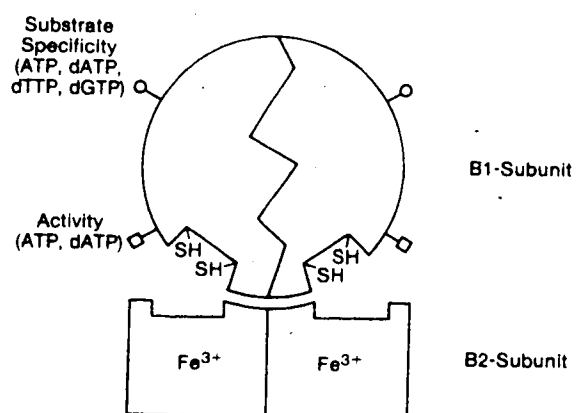 Substrate
Specificity
(ATP, dATP,
dTTP, dGTP)
B1-Subunit
Activity
(ATP, dATP)
SH
SH
SH
SH
Fe³⁺
Fe³⁺
B2-Subunit